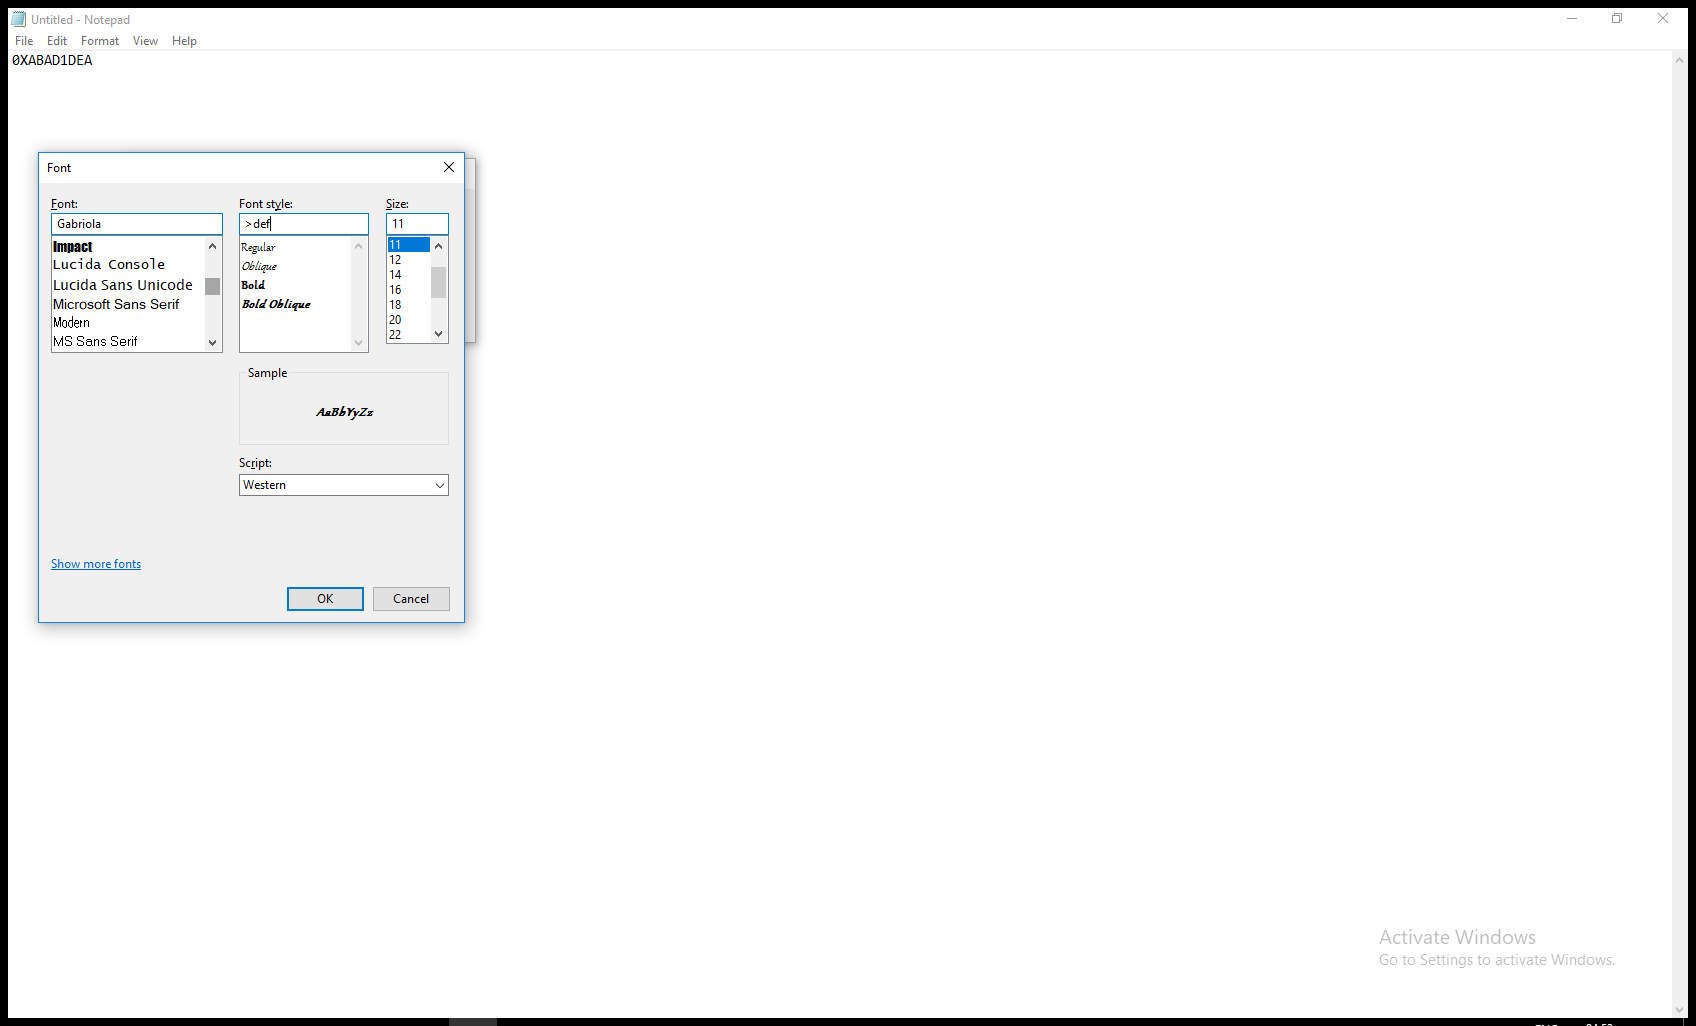 Untitled - Notepad
File Edit Format View Help
0XABAD1DEA
Font
Font: Font style: Size:
Gabriola >def 11
Impact
Lucida Console
Lucida Sans Unicode
Microsoft Sans Serif
Modern
MS Sans Serif
Regular
Oblique
Bold
Bold Oblique
11
12
14
16
18
20
22
Sample
AaBbYyZz
Script:
Western
Show more fonts
OK Cancel
Activate Windows
Go to Settings to activate Windows.